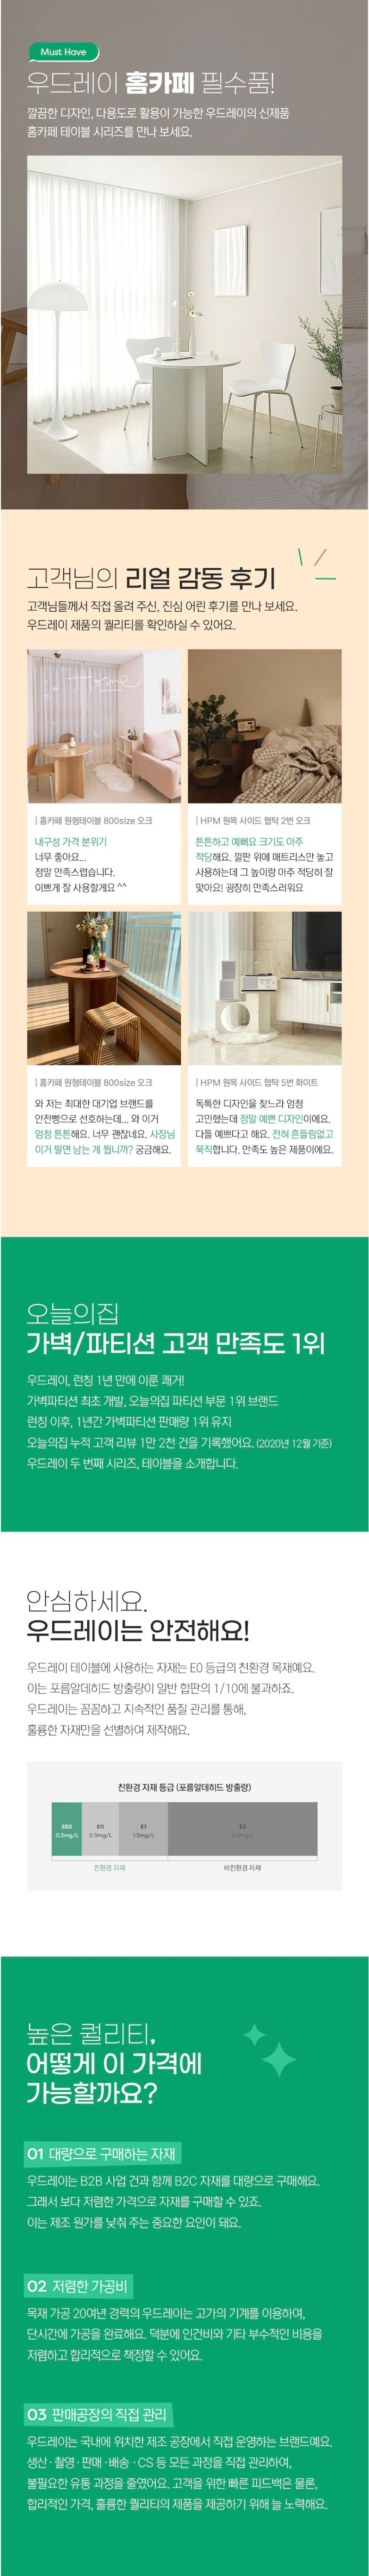 Must Have
우드레이 홈카페 필수품!
깔끔한 디자인, 다용도로 활용이 가능한 우드레이의 신제품
홈카페 테이블 시리즈를 만나 보세요.
고객님의 리얼 감동 후기
고객님들께서 직접 올려 주신, 진심 어린 후기를 만나 보세요.
우드레이 제품의 퀄리티를 확인하실 수 있어요.
Home
| 홈카페 원형테이블 800size 오크
내구성 가격 분위기
너무 좋아요...
정말 만족스럽습니다.
이쁘게 잘 사용할게요 ^^
| HPM 원목 사이드 협탁 2번 오크
튼튼하고 예뻐요 크기도 아주
적당해요. 깔판 위에 매트리스만 놓고
사용하는데 그 높이랑 아주 적당히 잘
맞아요! 굉장히 만족스러워요
| 홈카페 원형테이블 800size 오크
와 저는 최대한 대기업 브랜드를
안전빵으로 선호하는데... 와 이거
엄청 튼튼해요. 너무 괜찮네요. 사장님
이거 팔면 남는 게 뭡니까? 궁금해요.
| HPM 원목 사이드 협탁 5번 화이트
독특한 디자인을 찾느라 엄청
고민했는데 정말 예쁜 디자인이에요.
다들 예쁘다고 해요. 전혀 흔들림없고
묵직합니다. 만족도 높은 제품이에요.
오늘의집
가벽/파티션 고객 만족도 1위
우드레이, 런칭 1년 만에 이룬 쾌거!
가벽파티션 최초 개발, 오늘의집 파티션 부문 1위 브랜드
런칭 이후, 1년간 가벽파티션 판매량 1위 유지
오늘의집 누적 고객 리뷰 1만 2천 건을 기록했어요. (2020년 12월 기준)
우드레이 두 번째 시리즈, 테이블을 소개합니다.
안심하세요.
우드레이는 안전해요!
우드레이 테이블에 사용하는 자재는 E0 등급의 친환경 목재예요.
이는 포름알데히드 방출량이 일반 합판의 1/10에 불과하죠.
우드레이는 꼼꼼하고 지속적인 품질 관리를 통해,
훌륭한 자재만을 선별하여 제작해요.
친환경 자재 등급 (포름알데히드 방출량)
SE0 E0 E1 E2
0.3mg/L 0.5mg/L 1.5mg/L 5.0mg/L
친환경 자재 비친환경 자재
높은 퀄리티,
어떻게 이 가격에
가능할까요?
01 대량으로 구매하는 자재
우드레이는 B2B 사업 건과 함께 B2C 자재를 대량으로 구매해요.
그래서 보다 저렴한 가격으로 자재를 구매할 수 있죠.
이는 제조 원가를 낮춰 주는 중요한 요인이 돼요.
02 저렴한 가공비
목재 가공 20여년 경력의 우드레이는 고가의 기계를 이용하여,
단시간에 가공을 완료해요. 덕분에 인건비와 기타 부수적인 비용을
저렴하고 합리적으로 책정할 수 있어요.
03 판매공장의 직접 관리
우드레이는 국내에 위치한 제조 공장에서 직접 운영하는 브랜드예요.
생산 · 촬영 · 판매 · 배송 · CS 등 모든 과정을 직접 관리하여,
불필요한 유통 과정을 줄였어요. 고객을 위한 빠른 피드백은 물론,
합리적인 가격, 훌륭한 퀄리티의 제품을 제공하기 위해 늘 노력해요.